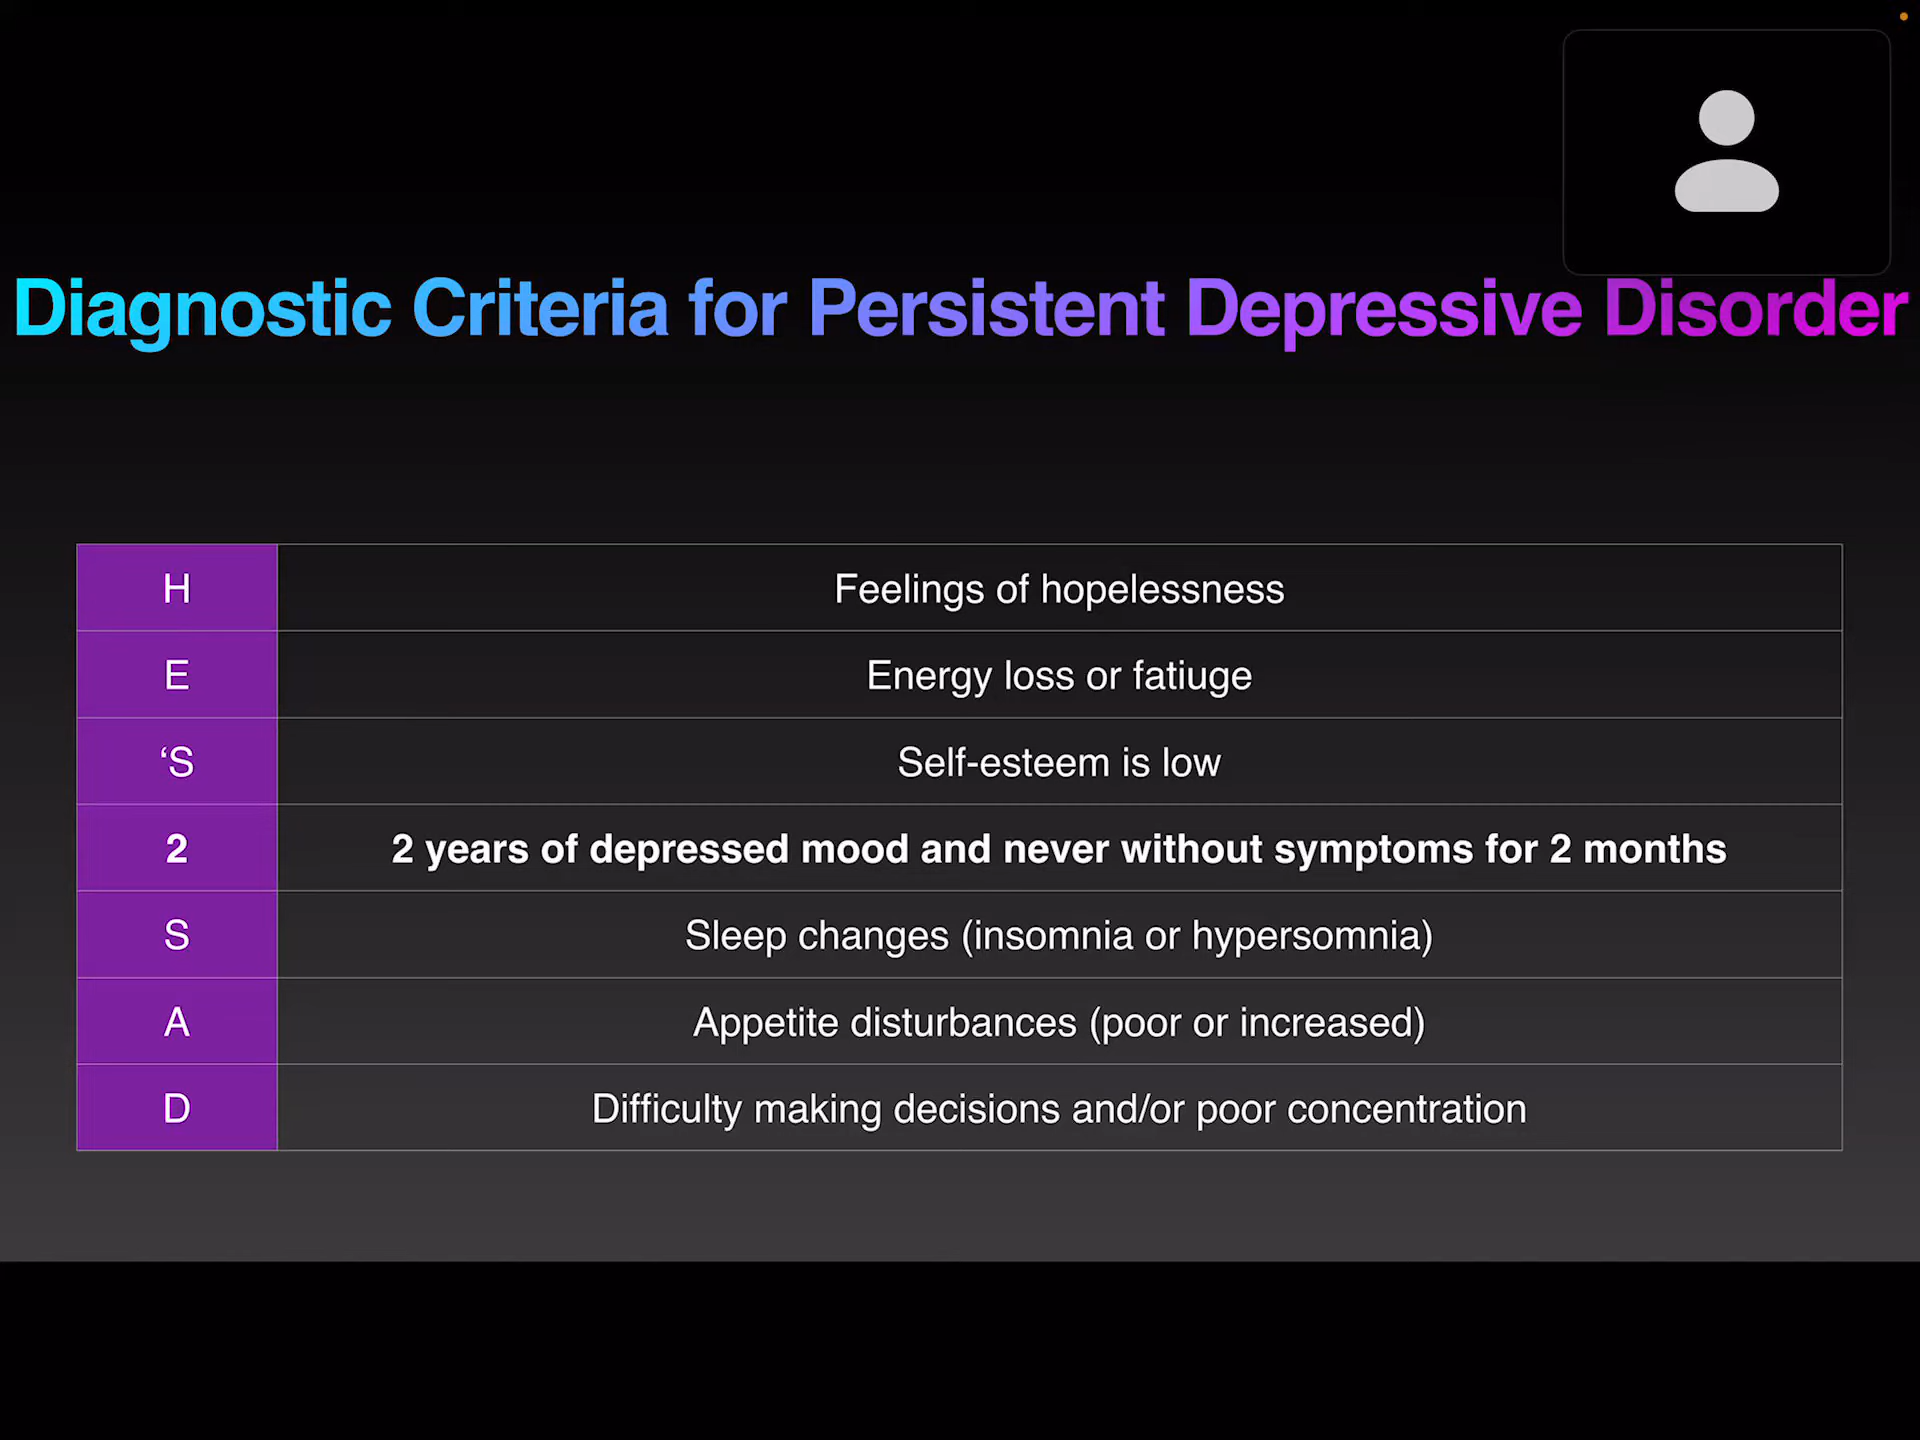 Diagnostic Criteria for Persistent Depressive Disorder
H Feelings of hopelessness
E Energy loss or fatiuge
‘S Self-esteem is low
2 2 years of depressed mood and never without symptoms for 2 months
S Sleep changes (insomnia or hypersomnia)
A Appetite disturbances (poor or increased)
D Difficulty making decisions and/or poor concentration